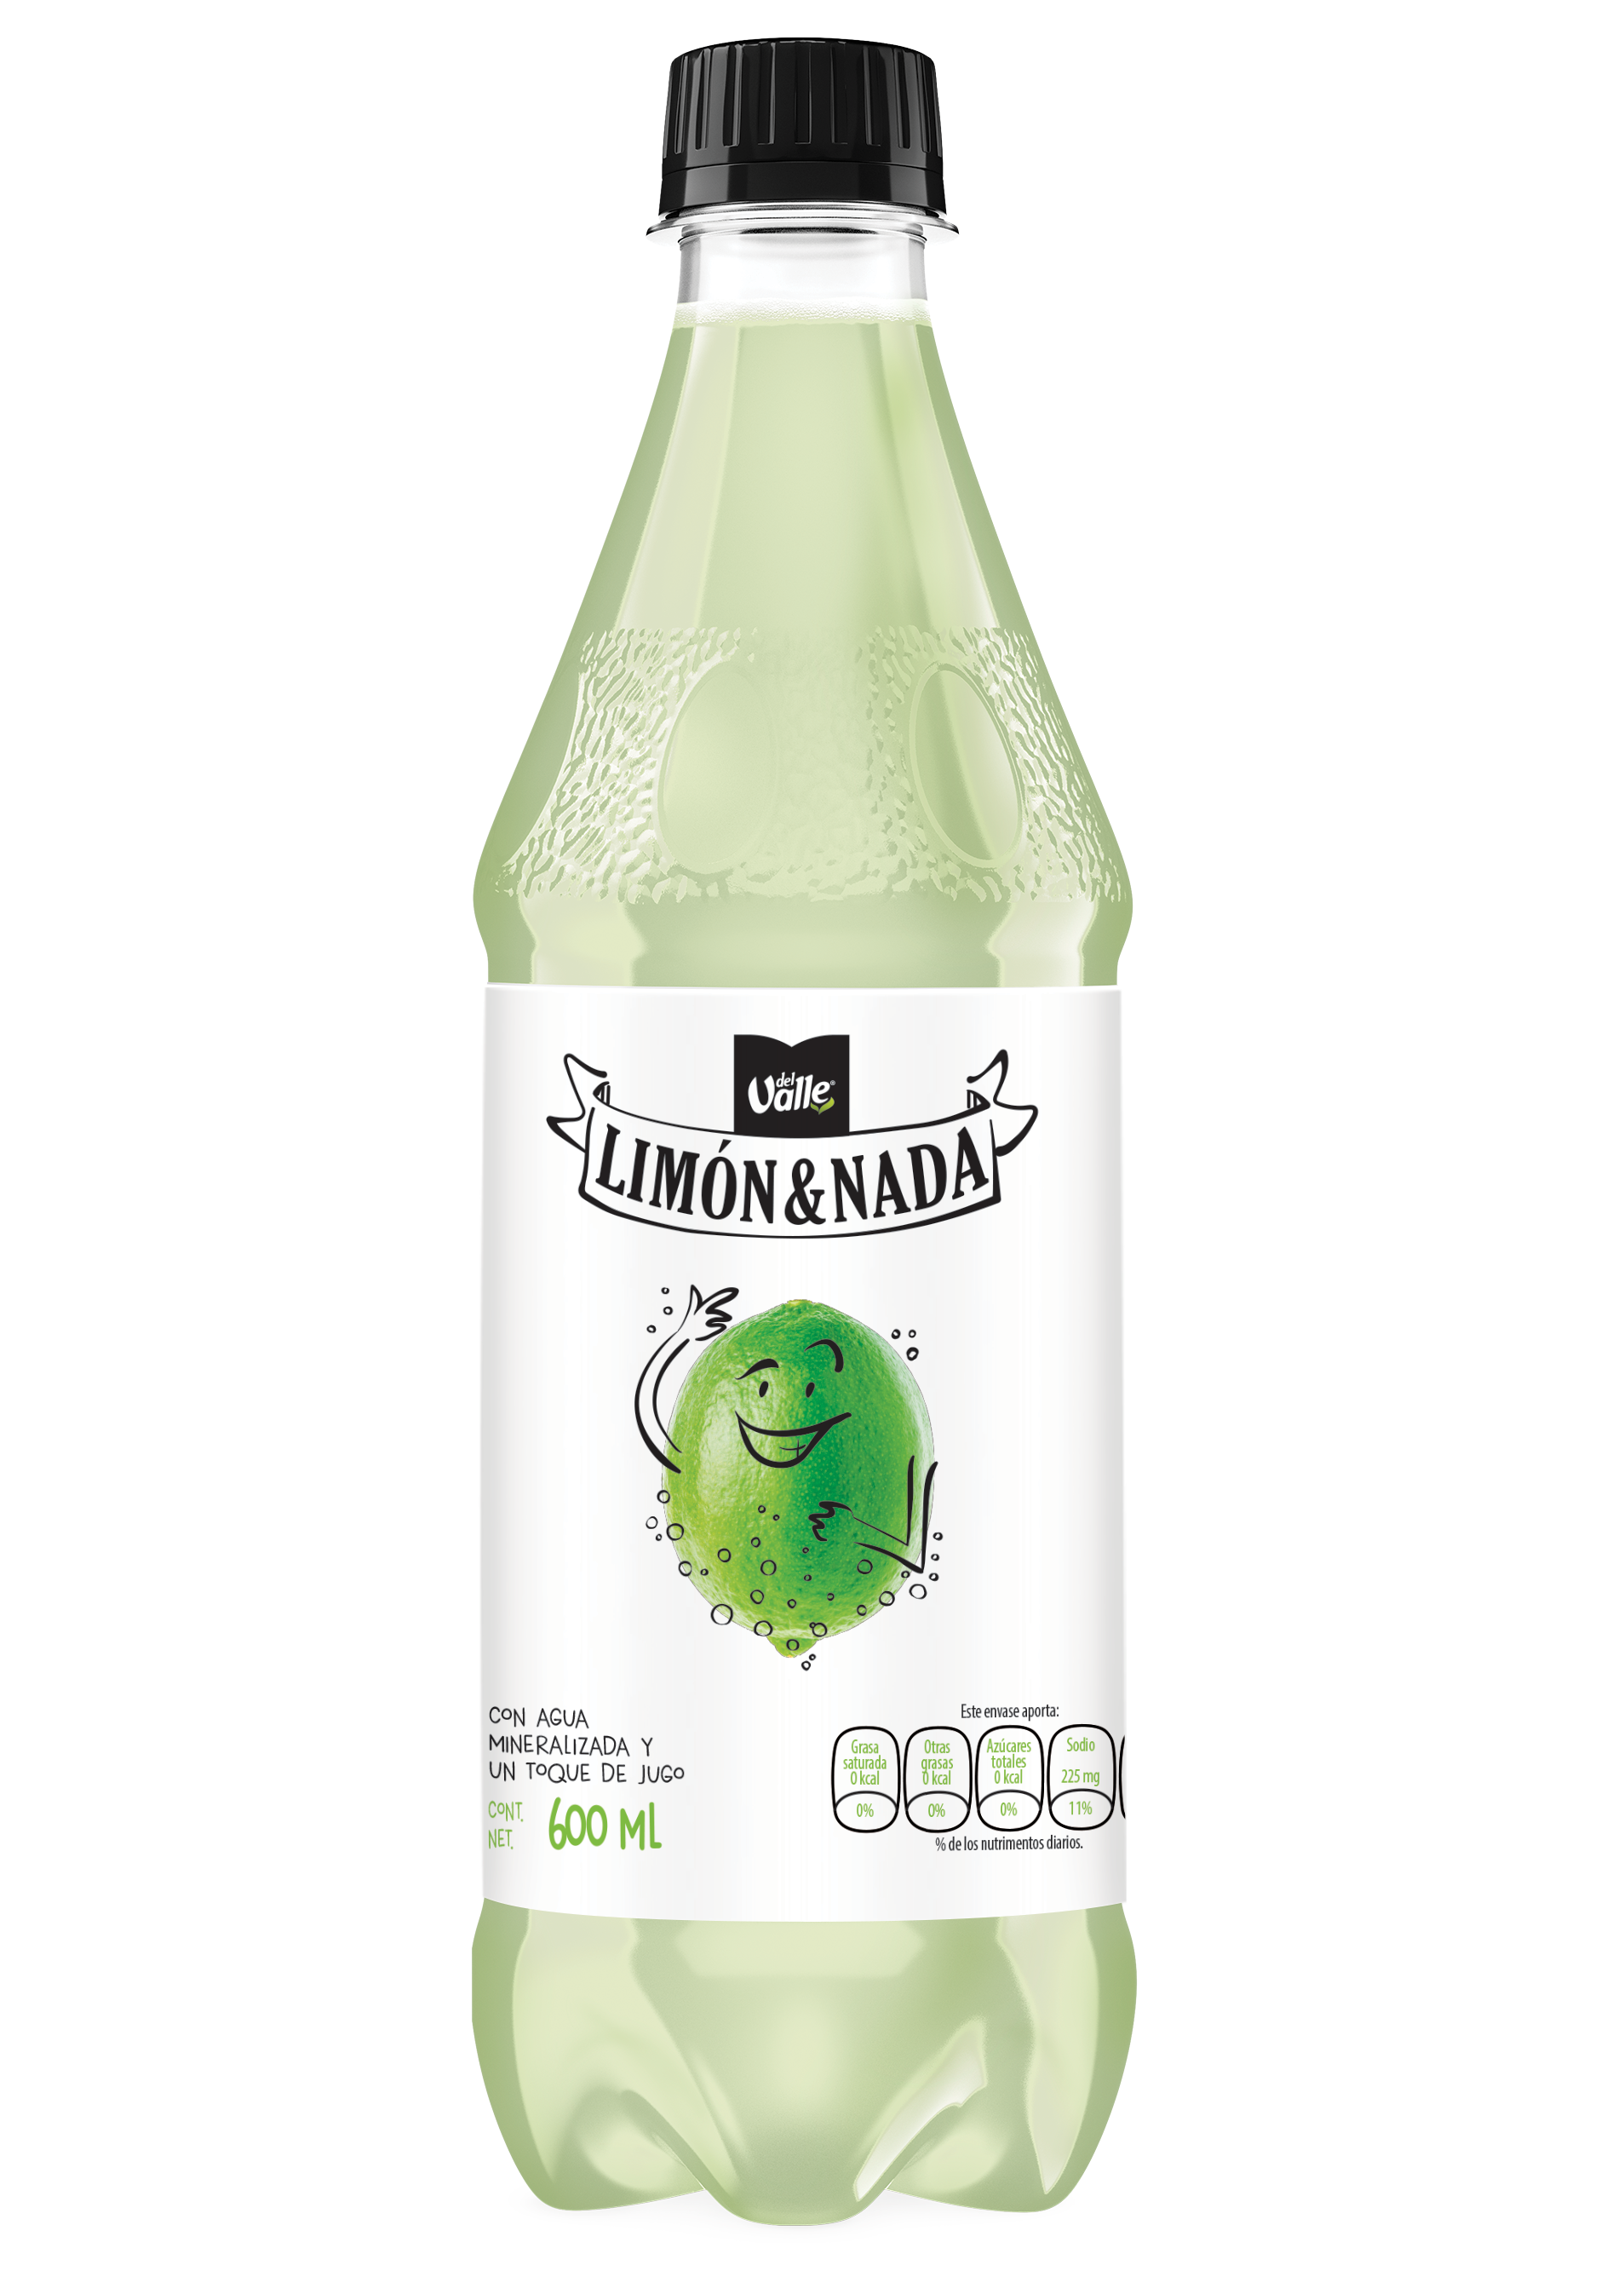 del Valle®
LIMÓN & NADA
CON AGUA
MINERALIZADA Y
UN TOQUE DE JUGO
CONT.
NET. 600 ML
Este envase aporta:
Grasa saturada 0 kcal 0%
Otras grasas 0 kcal 0%
Azúcares totales 0 kcal 0%
Sodio 225 mg 11%
% de los nutrimentos diarios.